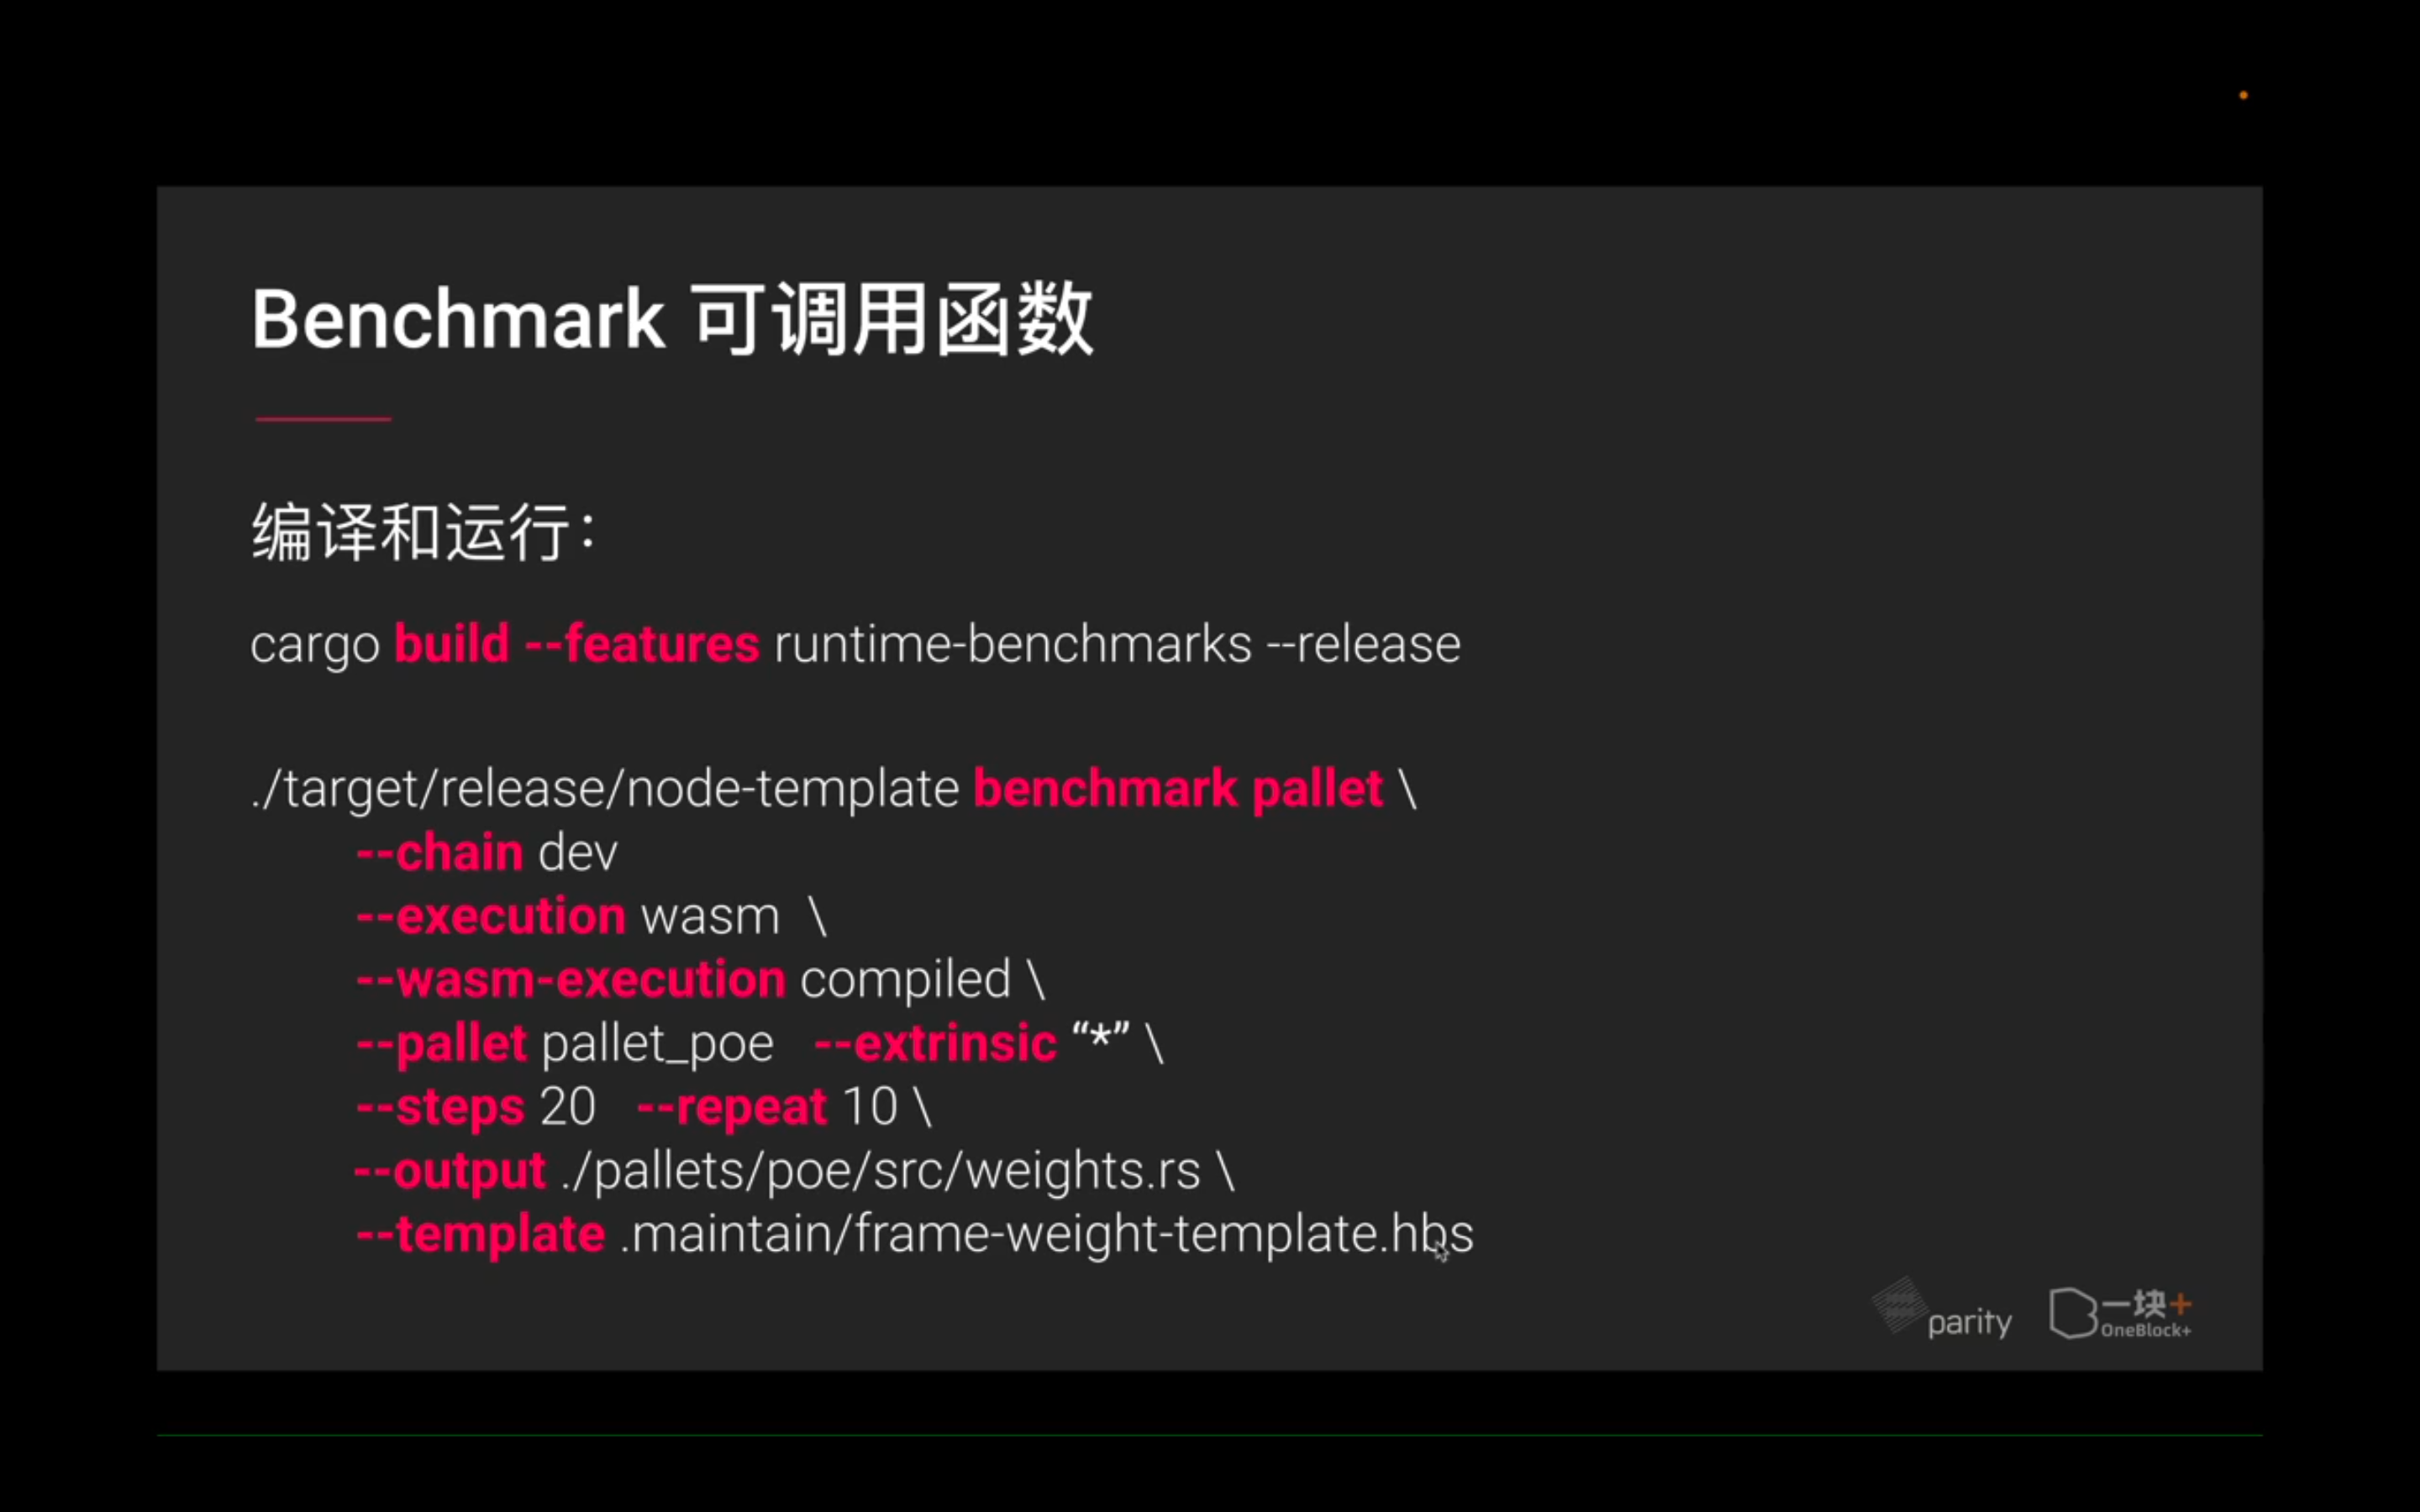 Benchmark 可调用函数
编译和运行：
cargo build --features runtime-benchmarks --release
./target/release/node-template benchmark pallet \
--chain dev
--execution wasm \
--wasm-execution compiled \
--pallet pallet_poe --extrinsic “*” \
--steps 20 --repeat 10 \
--output ./pallets/poe/src/weights.rs \
--template .maintain/frame-weight-template.hbs
parity
一块+
OneBlock+